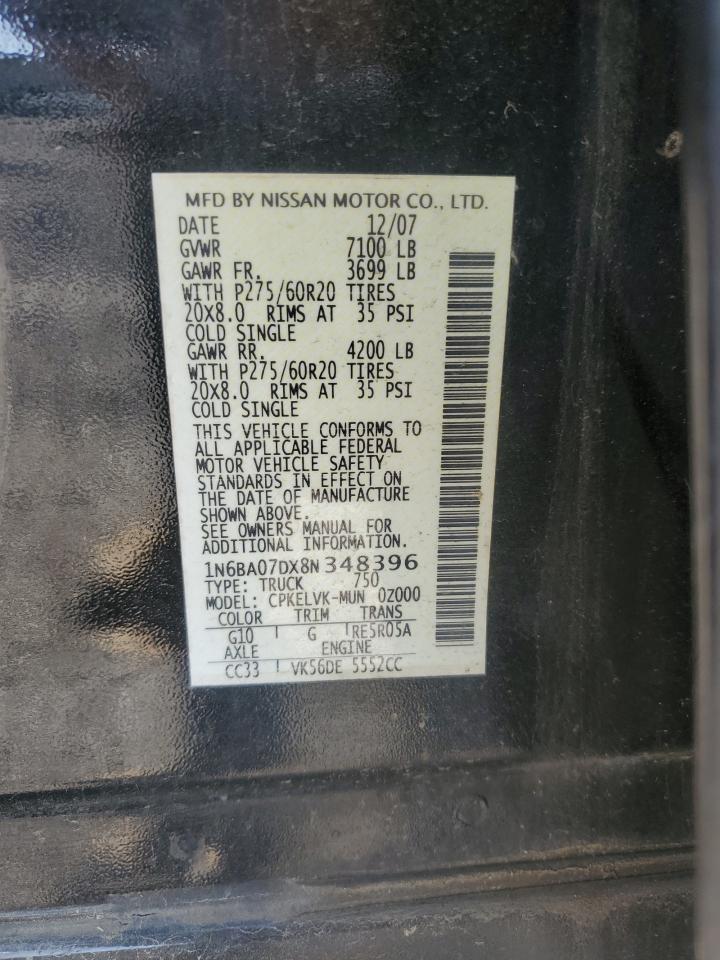 MFD BY NISSAN MOTOR CO., LTD.
DATE 12/07
GVWR 7100 LB
GAWR FR. 3699 LB
WITH P275/60R20 TIRES
20X8.0 RIMS AT 35 PSI
COLD SINGLE
GAWR RR. 4200 LB
WITH P275/60R20 TIRES
20X8.0 RIMS AT 35 PSI
COLD SINGLE
THIS VEHICLE CONFORMS TO
ALL APPLICABLE FEDERAL
MOTOR VEHICLE SAFETY
STANDARDS IN EFFECT ON
THE DATE OF MANUFACTURE
SHOWN ABOVE.
SEE OWNERS MANUAL FOR
ADDITIONAL INFORMATION.
1N6BA07DX8N348396
TYPE: TRUCK 750
MODEL: CPKELVK-MUN 0Z000
COLOR TRIM TRANS
G10 G RE5R05A
AXLE ENGINE
CC33 VK56DE 5552CC